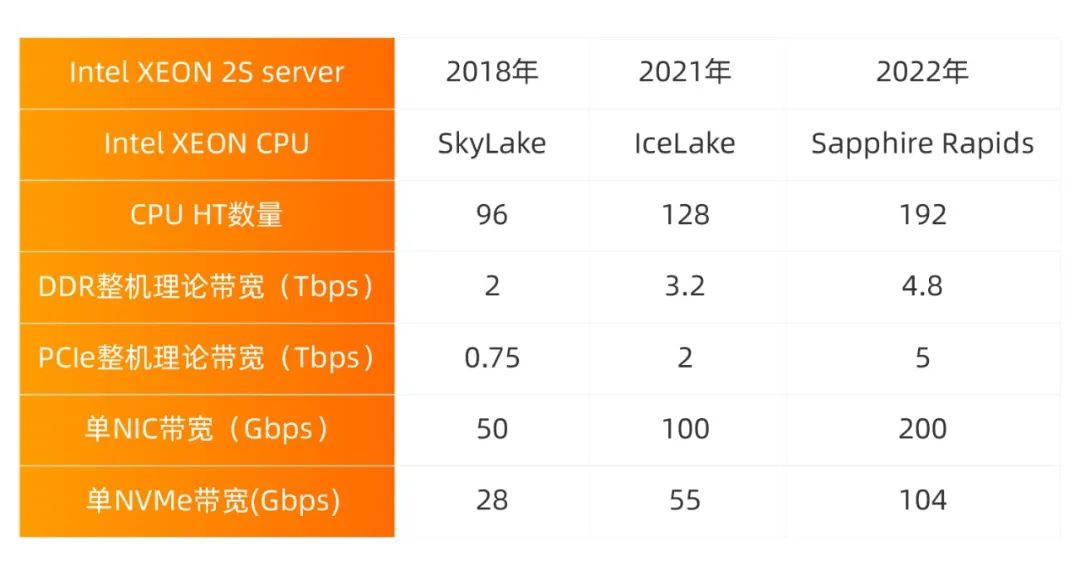 Intel XEON 2S server 2018年 2021年 2022年
Intel XEON CPU SkyLake IceLake Sapphire Rapids
CPU HT数量 96 128 192
DDR整机理论带宽（Tbps） 2 3.2 4.8
PCIe整机理论带宽（Tbps） 0.75 2 5
单NIC带宽（Gbps） 50 100 200
单NVMe带宽(Gbps) 28 55 104